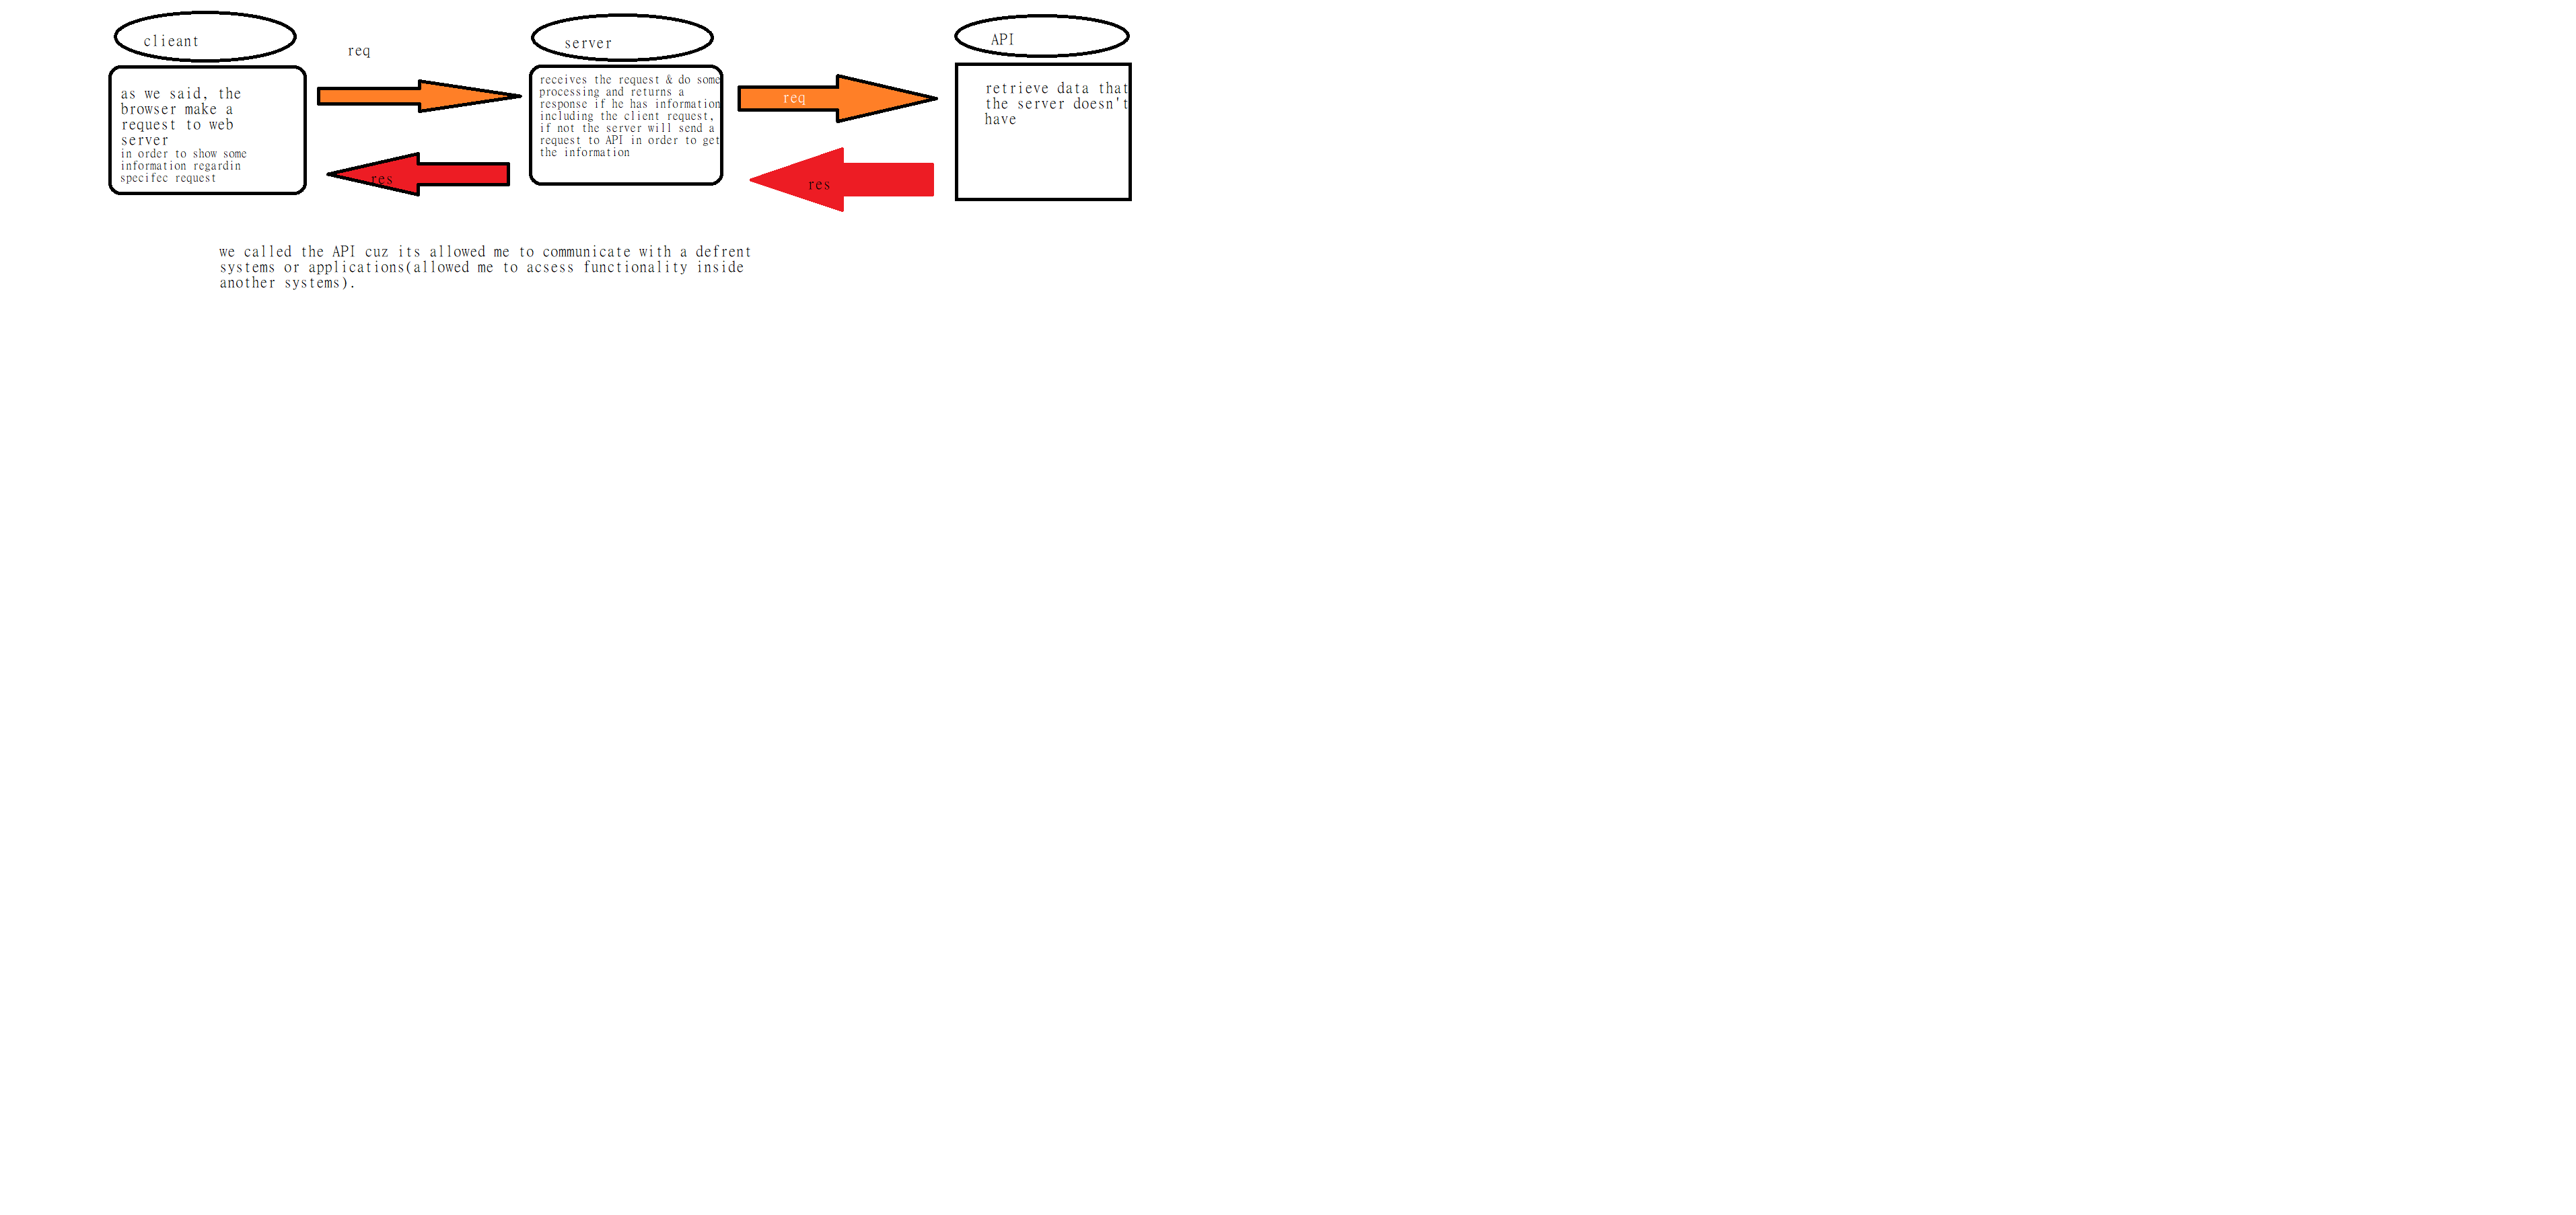 clieant
req
server
API
as we said, the
browser make a
request to web
server
in order to show some
information regardin
specifec request
receives the request & do some
processing and returns a
response if he has information
including the client request,
if not the server will send a
request to API in order to get
the information
req
retrieve data that
the server doesn't
have
res
res
we called the API cuz its allowed me to communicate with a defrent
systems or applications(allowed me to acsess functionality inside
another systems).